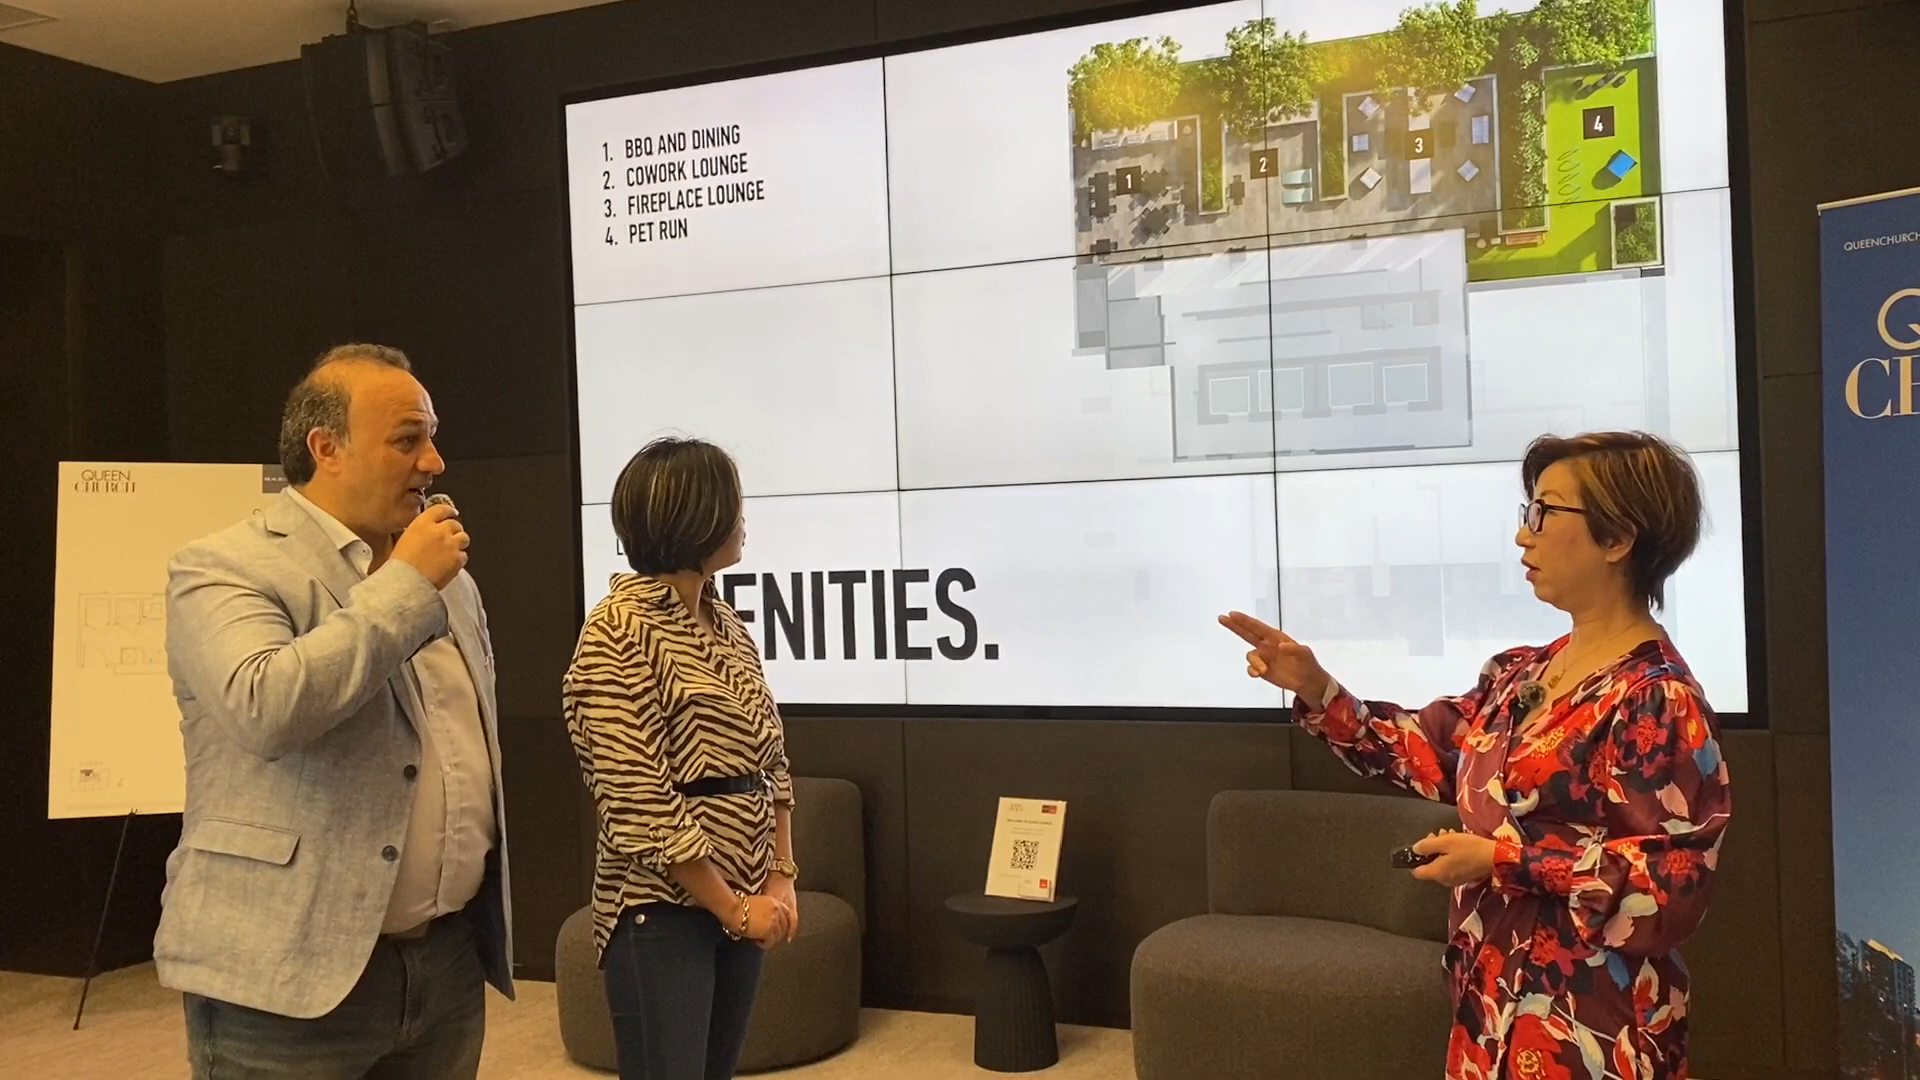 1. BBQ AND DINING
2. COWORK LOUNGE
3. FIREPLACE LOUNGE
4. PET RUN
1
2
3
4
ENITIES.
QUEEN
CHURCH
QUEENCHURCH